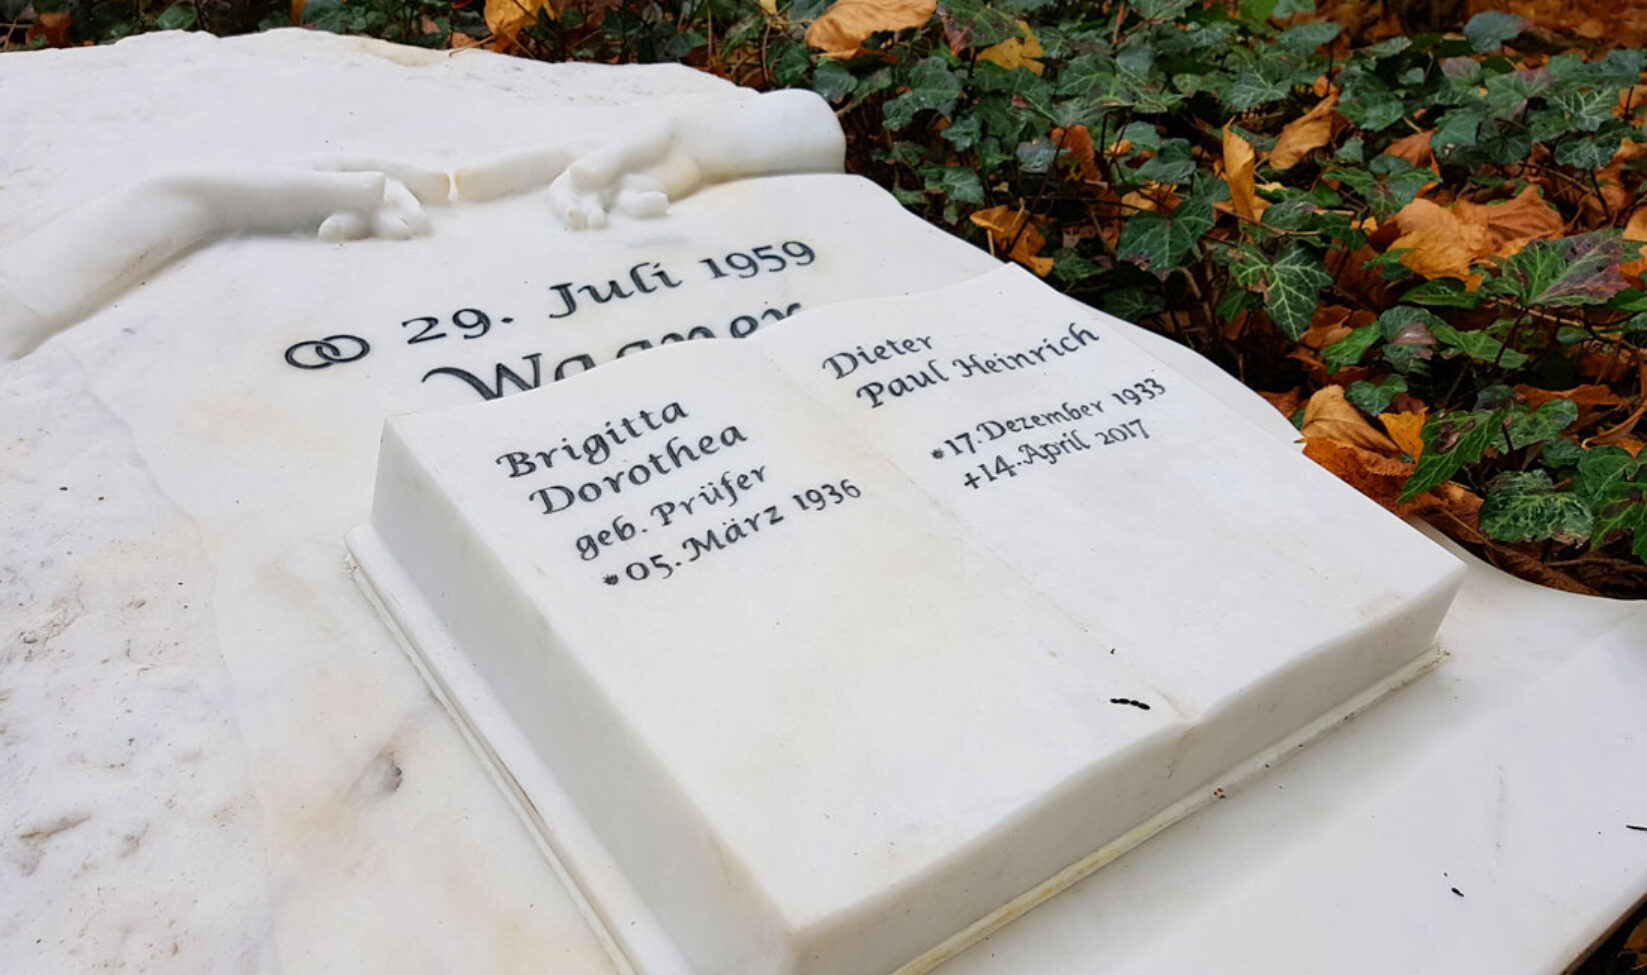 29. Juli 1959
Wagner
Brigitta
Dorothea
geb. Prüfer
*05. März 1936
Dieter
Paul Heinrich
*17. Dezember 1933
+14. April 2017